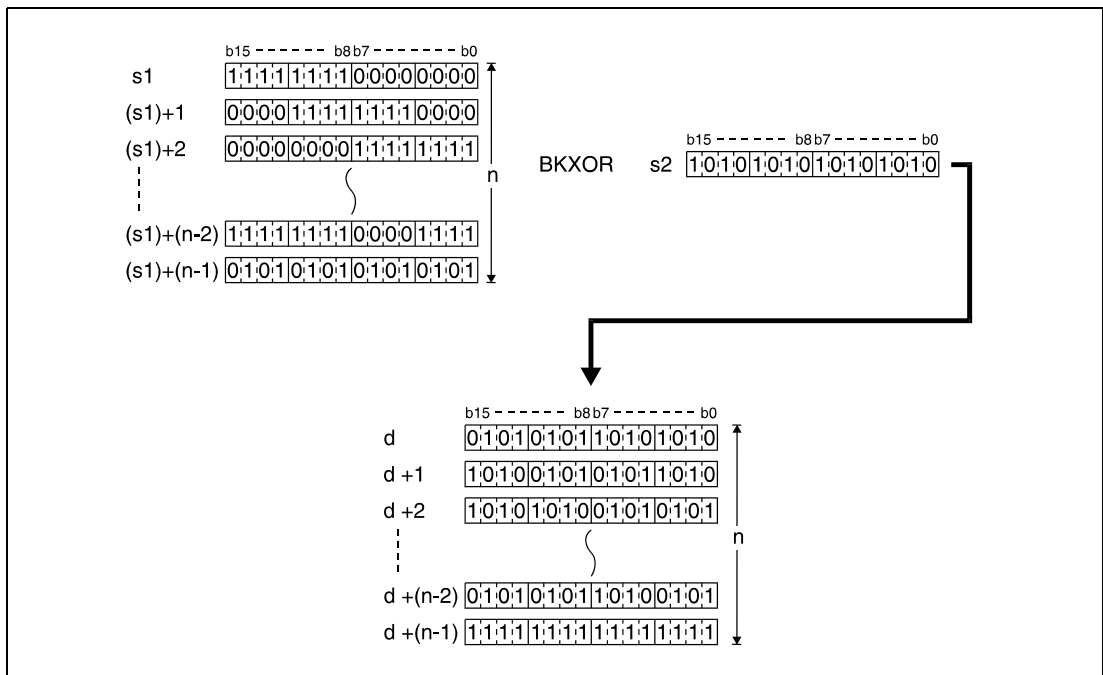 b15 b8 b7 b0
s1 1111111100000000
(s1)+1 0000111111110000
(s1)+2 0000000011111111
(s1)+(n-2) 1111111100001111
(s1)+(n-1) 0101010101010101
n
BKXOR s2
b15 b8 b7 b0
1010101010101010
b15 b8 b7 b0
d 0101010110101010
d +1 1010010101011010
d +2 1010101001010101
d +(n-2) 0101010110100101
d +(n-1) 1111111111111111
n